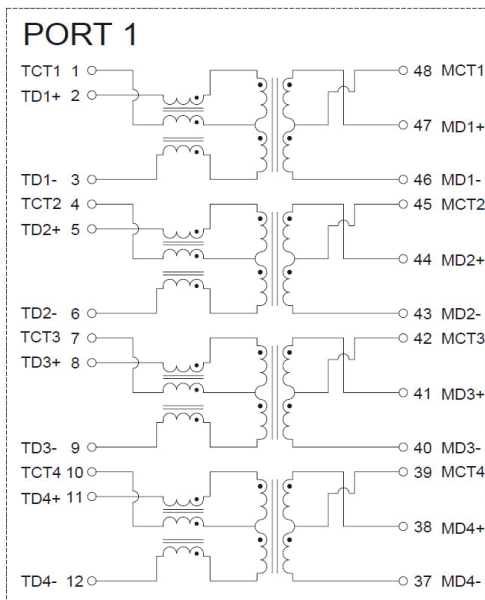 PORT 1
TCT1 1 48 MCT1
TD1+ 2
47 MD1+
TD1- 3 46 MD1-
TCT2 4 45 MCT2
TD2+ 5
44 MD2+
TD2- 6 43 MD2-
TCT3 7 42 MCT3
TD3+ 8
41 MD3+
TD3- 9 40 MD3-
TCT4 10 39 MCT4
TD4+ 11
38 MD4+
TD4- 12 37 MD4-